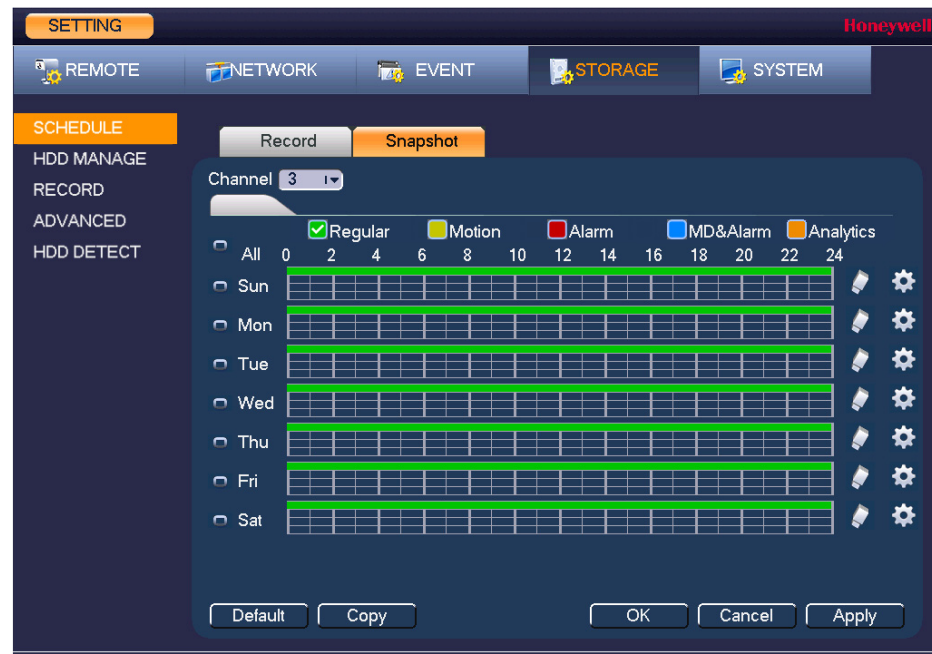 SETTING Honeywell
REMOTE NETWORK EVENT STORAGE SYSTEM
SCHEDULE
HDD MANAGE
RECORD
ADVANCED
HDD DETECT
Record Snapshot
Channel 3
Regular Motion Alarm MD&Alarm Analytics
All 0 2 4 6 8 10 12 14 16 18 20 22 24
Sun
Mon
Tue
Wed
Thu
Fri
Sat
Default Copy OK Cancel Apply